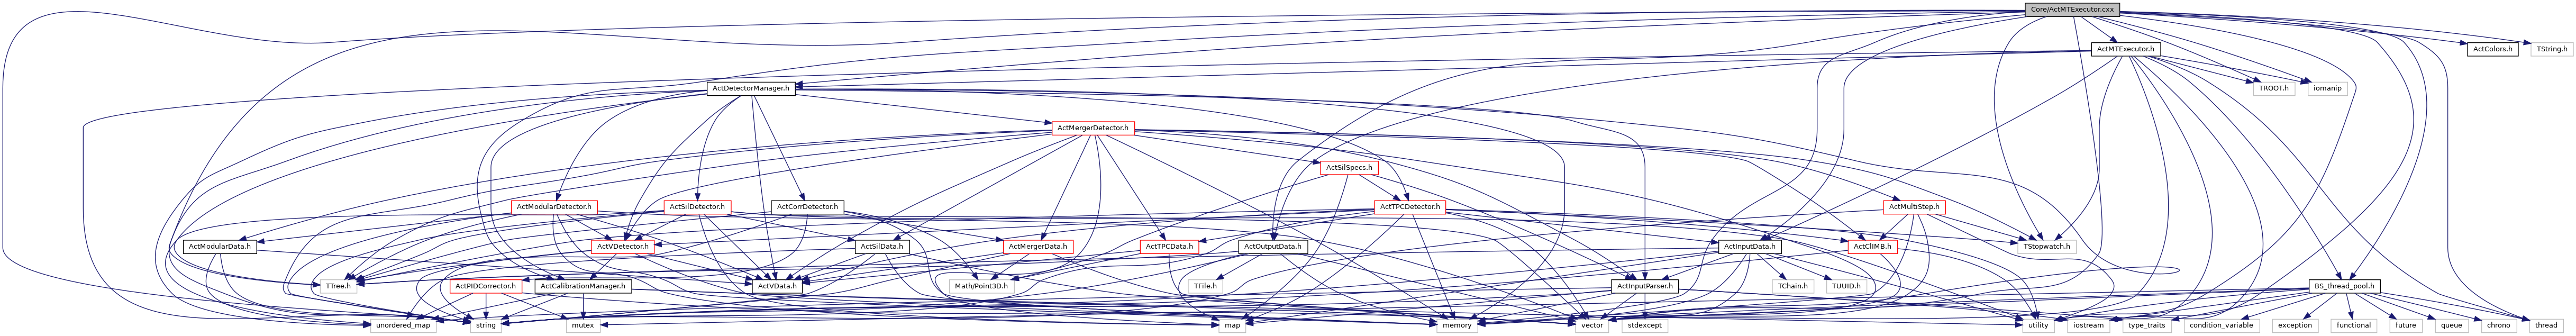 Core/ActMTExecutor.cxx
ActMTExecutor.h
ActColors.h
TString.h
ActDetectorManager.h
TROOT.h
iomanip
ActMergerDetector.h
ActSilSpecs.h
ActModularDetector.h
ActSilDetector.h
ActCorrDetector.h
ActTPCDetector.h
ActMultiStep.h
ActModularData.h
ActVDetector.h
ActSilData.h
ActMergerData.h
ActTPCData.h
ActOutputData.h
ActInputData.h
ActClIMB.h
TStopwatch.h
TTree.h
ActPIDCorrector.h
ActCalibrationManager.h
ActVData.h
Math/Point3D.h
TFile.h
ActInputParser.h
TChain.h
TUUID.h
BS_thread_pool.h
unordered_map
string
mutex
map
memory
vector
stdexcept
utility
iostream
type_traits
condition_variable
exception
functional
future
queue
chrono
thread